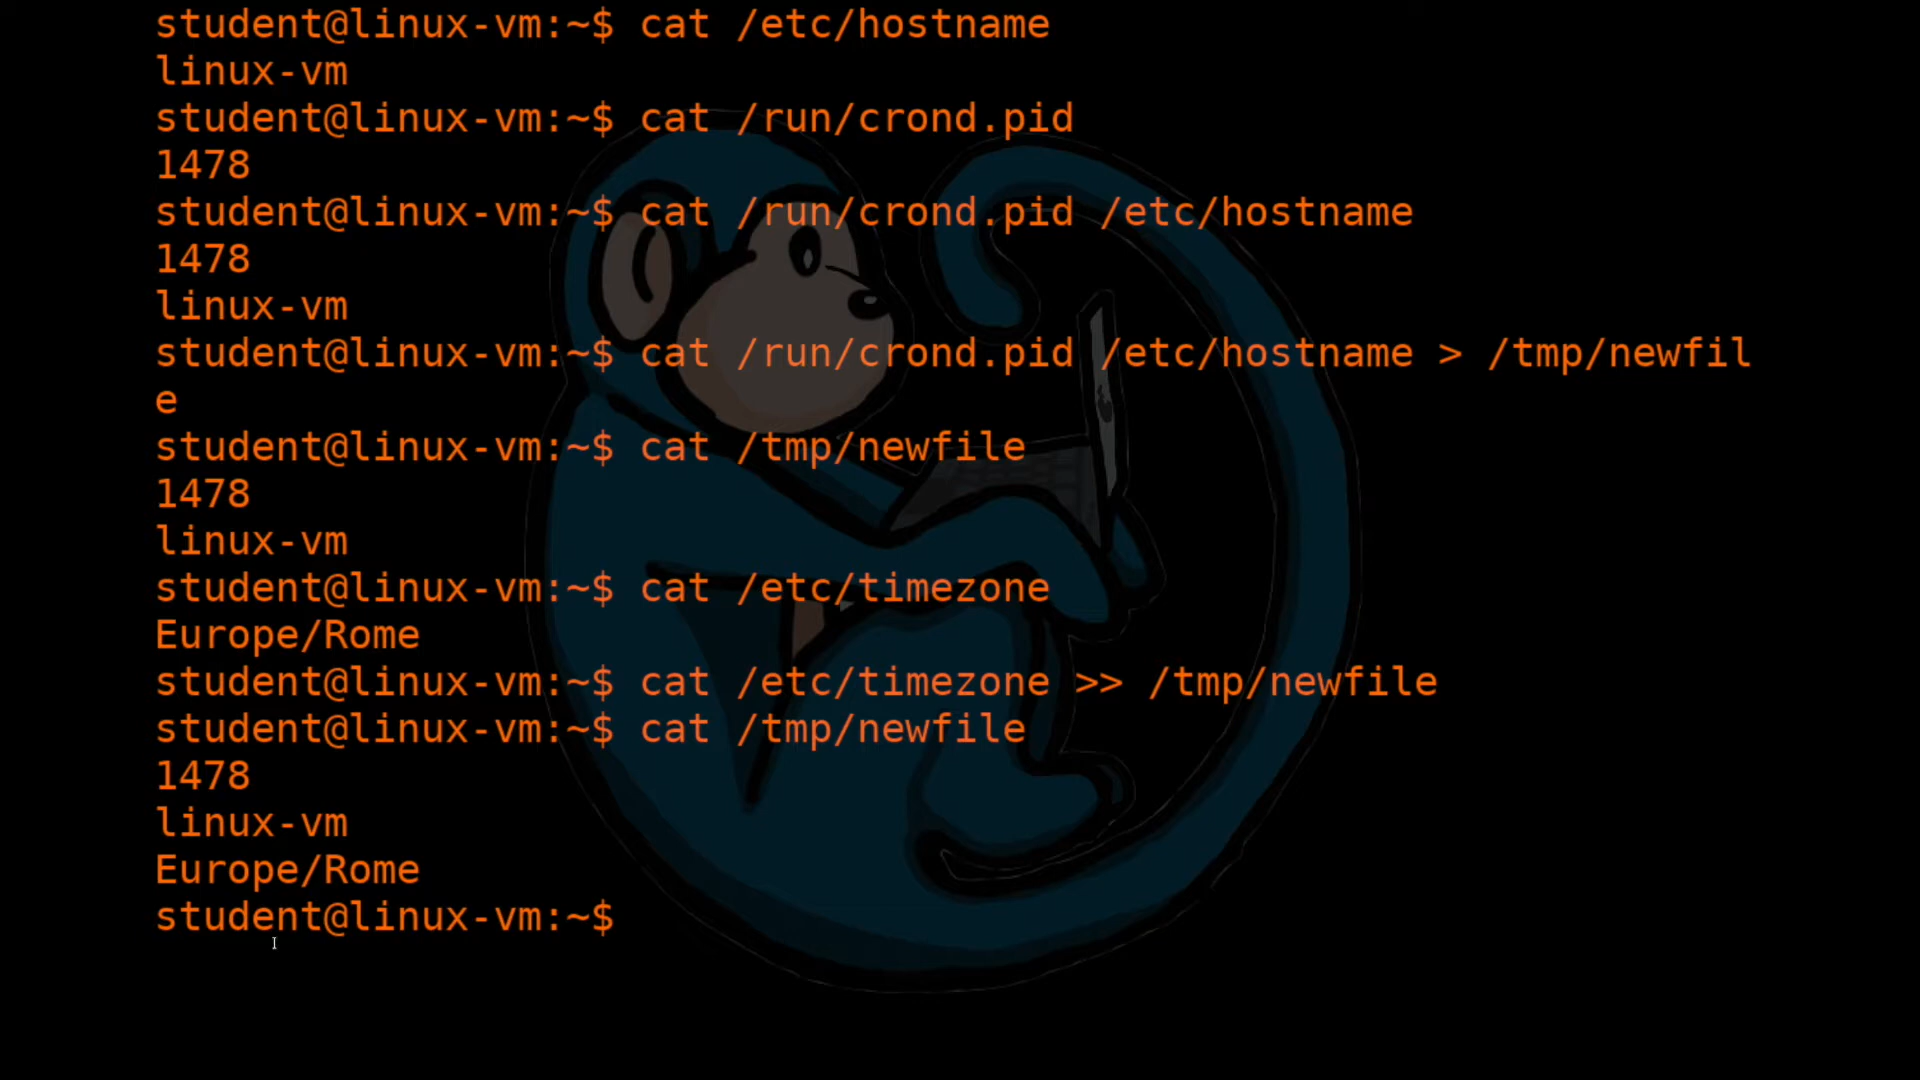 student@linux-vm:~$ cat /etc/hostname
linux-vm
student@linux-vm:~$ cat /run/crond.pid
1478
student@linux-vm:~$ cat /run/crond.pid /etc/hostname
1478
linux-vm
student@linux-vm:~$ cat /run/crond.pid /etc/hostname > /tmp/newfil
e
student@linux-vm:~$ cat /tmp/newfile
1478
linux-vm
student@linux-vm:~$ cat /etc/timezone
Europe/Rome
student@linux-vm:~$ cat /etc/timezone >> /tmp/newfile
student@linux-vm:~$ cat /tmp/newfile
1478
linux-vm
Europe/Rome
student@linux-vm:~$